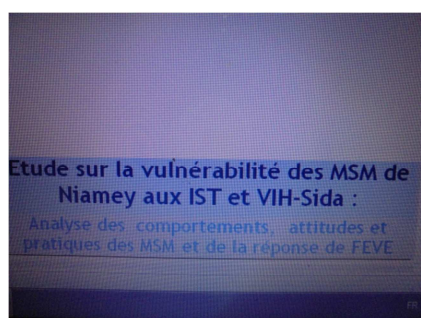 Etude sur la vulnérabilité des MSM de
Niamey aux IST et VIH-Sida :
Analyse des comportements, attitudes et
pratiques des MSM et de la réponse de FEVE
FR